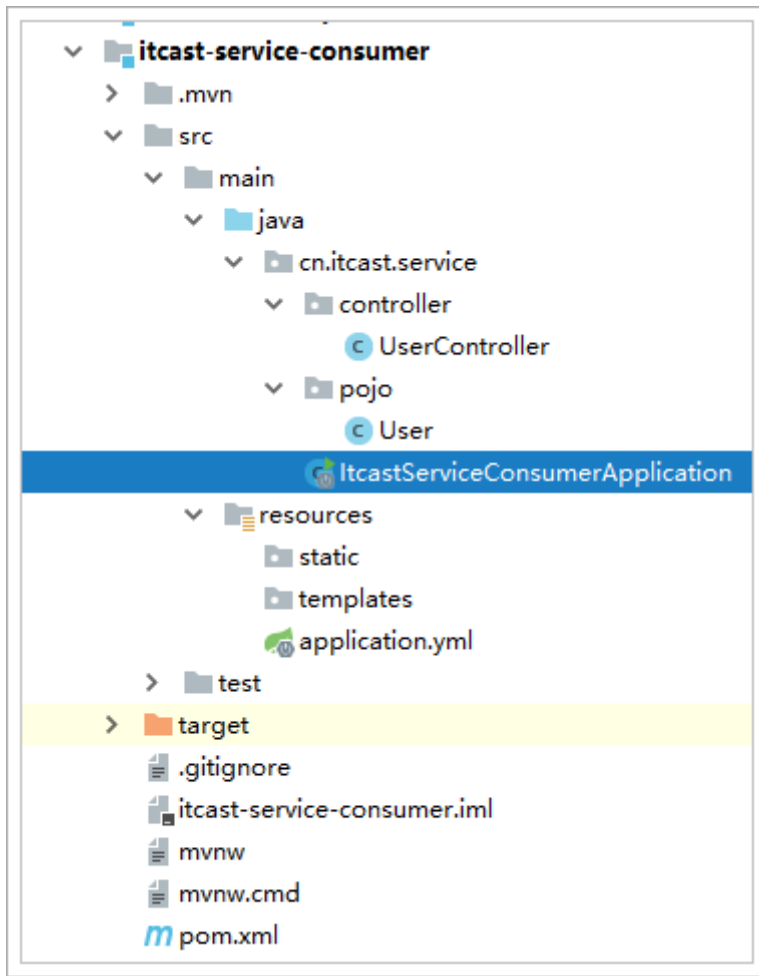 itcast-service-consumer
.mvn
src
main
java
cn.itcast.service
controller
UserController
pojo
User
ItcastServiceConsumerApplication
resources
static
templates
application.yml
test
target
.gitignore
itcast-service-consumer.iml
mvnw
mvnw.cmd
pom.xml